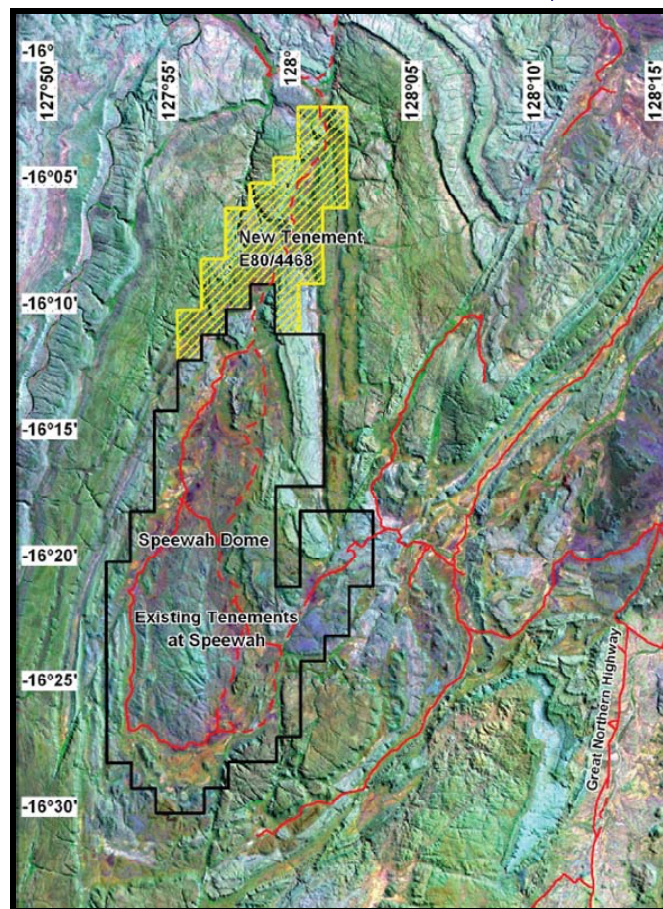 -16°
127°50'
127°55'
128°
128°05'
128°10'
128°15'
-16°05'
New Tenement
E80/4468
-16°10'
-16°15'
-16°20'
Speewah Dome
Existing Tenements
at Speewah
-16°25'
Great Northern Highway
-16°30'